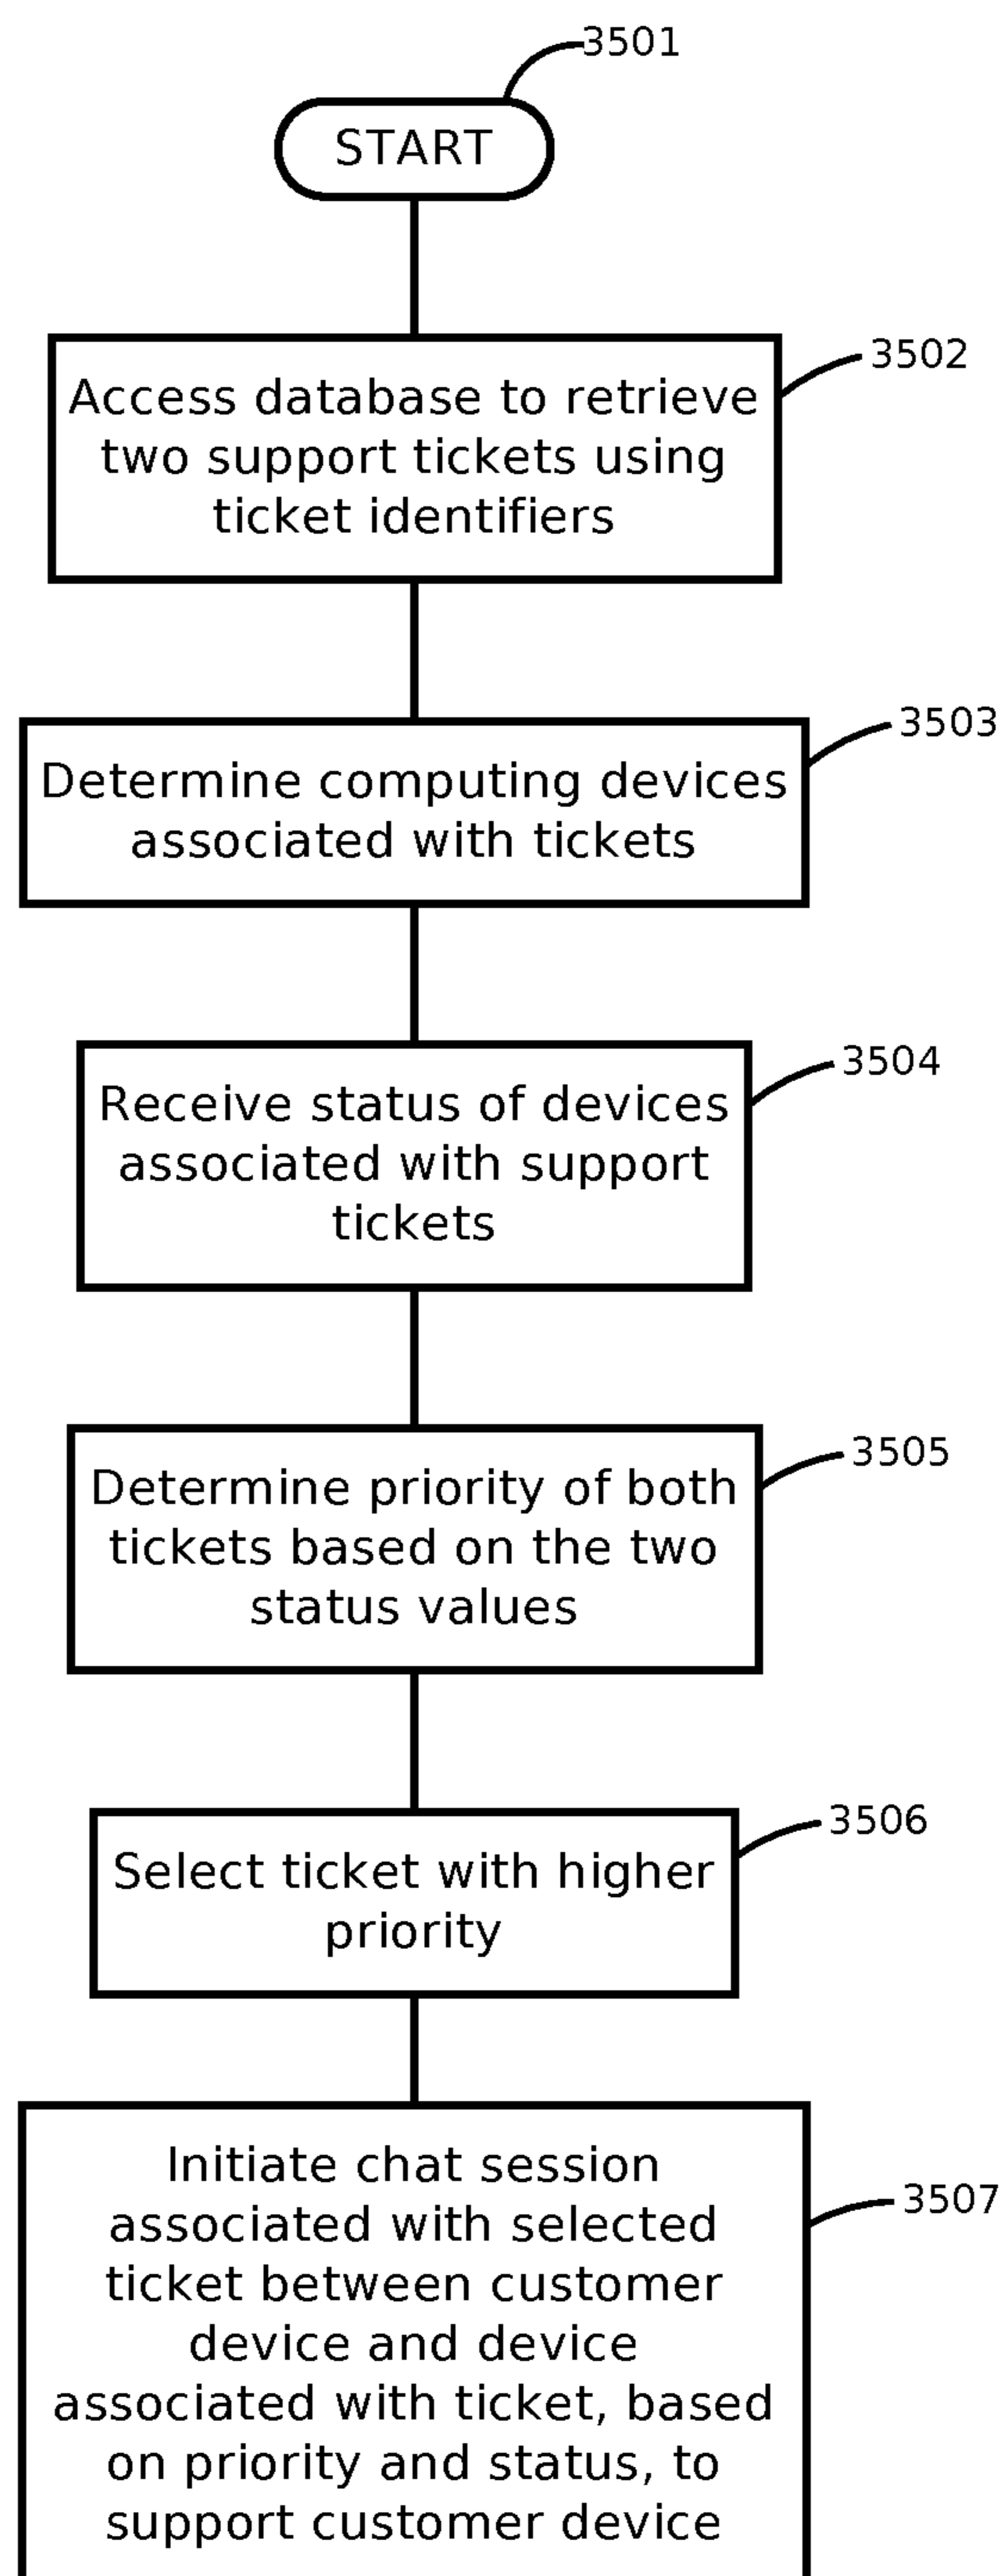 3501
START
3502
Access database to retrieve
two support tickets using
ticket identifiers
3503
Determine computing devices
associated with tickets
3504
Receive status of devices
associated with support
tickets
3505
Determine priority of both
tickets based on the two
status values
3506
Select ticket with higher
priority
3507
Initiate chat session
associated with selected
ticket between customer
device and device
associated with ticket, based
on priority and status, to
support customer device